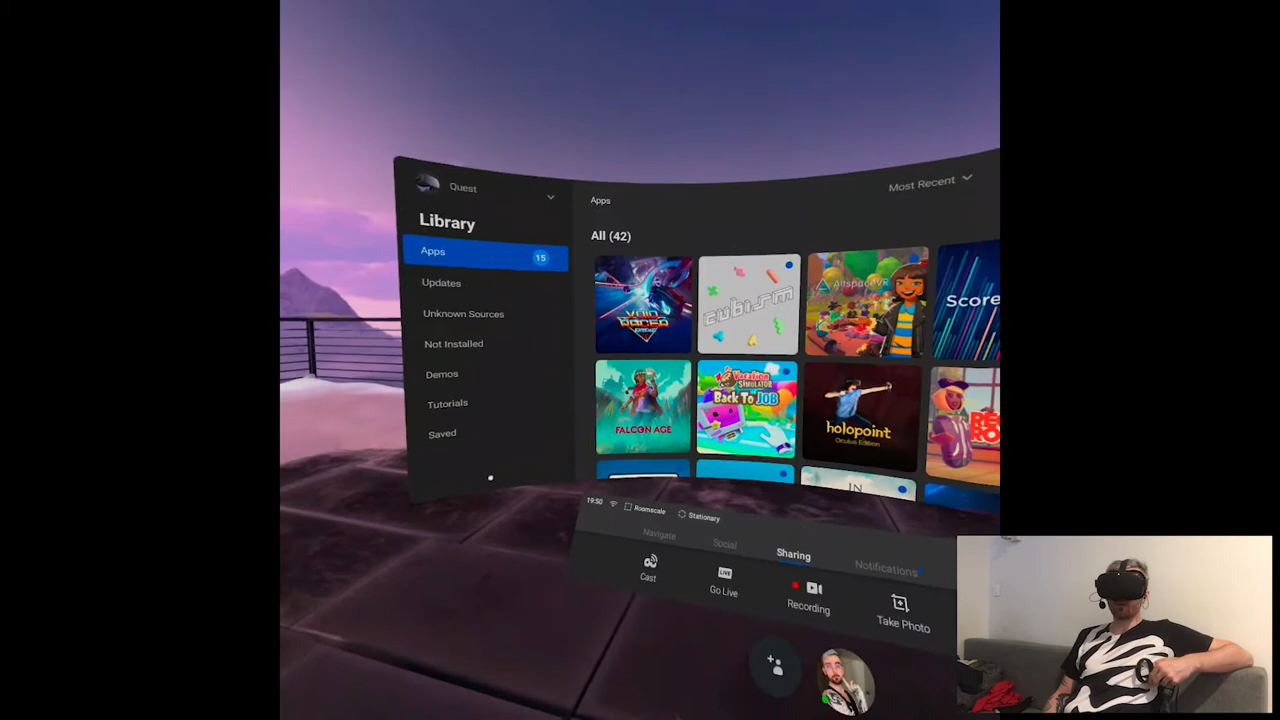 Quest
Library
Apps
15
Updates
Unknown Sources
Not Installed
Demos
Tutorials
Saved
Apps
Most Recent
All (42)
VOID
RACER
cubism
AltspaceVR
Score
FALCON AGE
Vacation
SIMULATOR
Back To JOB
holopoint
Oculus Edition
IN
19:50
Roomscale
Stationary
Navigate
Social
Sharing
Notifications
Cast
LIVE
Go Live
Recording
Take Photo